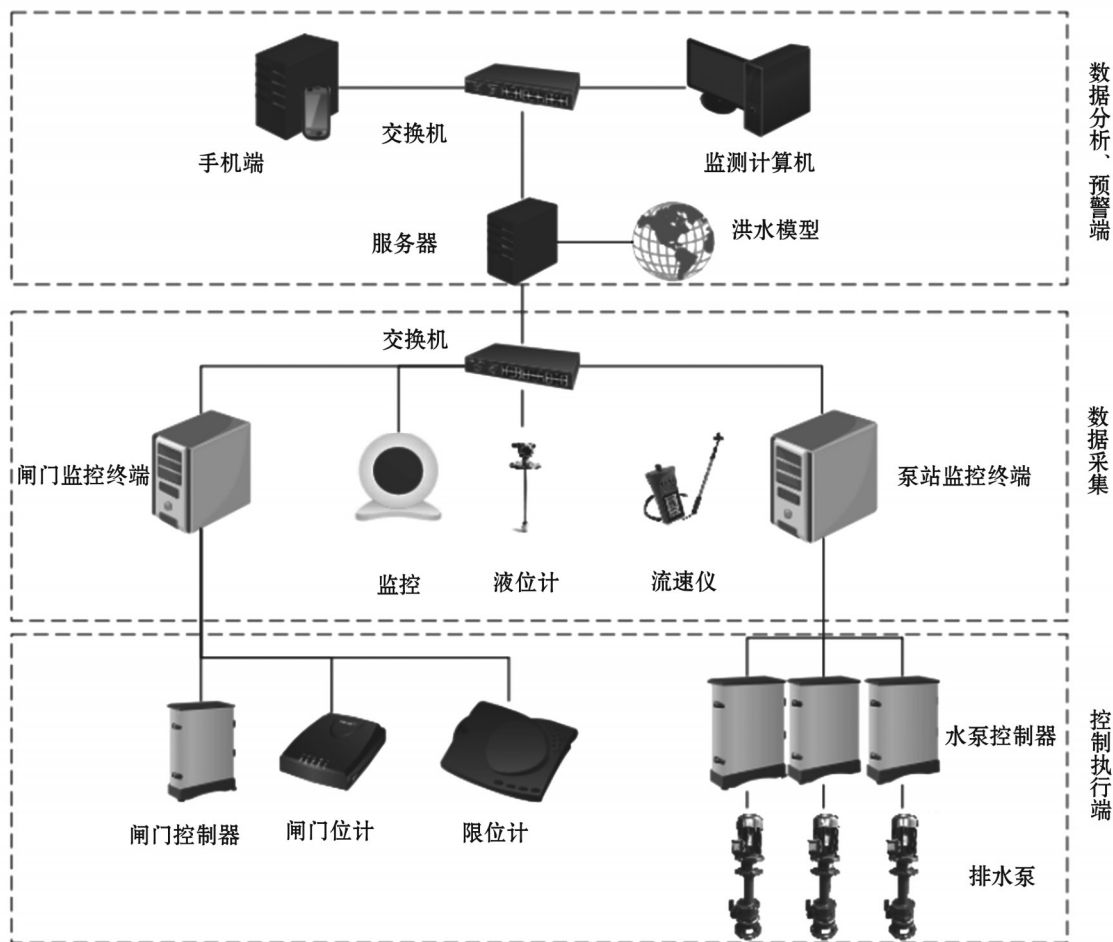 手机端
交换机
监测计算机
服务器
洪水模型
数据分析、预警端
交换机
闸门监控终端
监控
液位计
流速仪
泵站监控终端
数据采集
闸门控制器
闸门位计
限位计
水泵控制器
排水泵
控制执行端